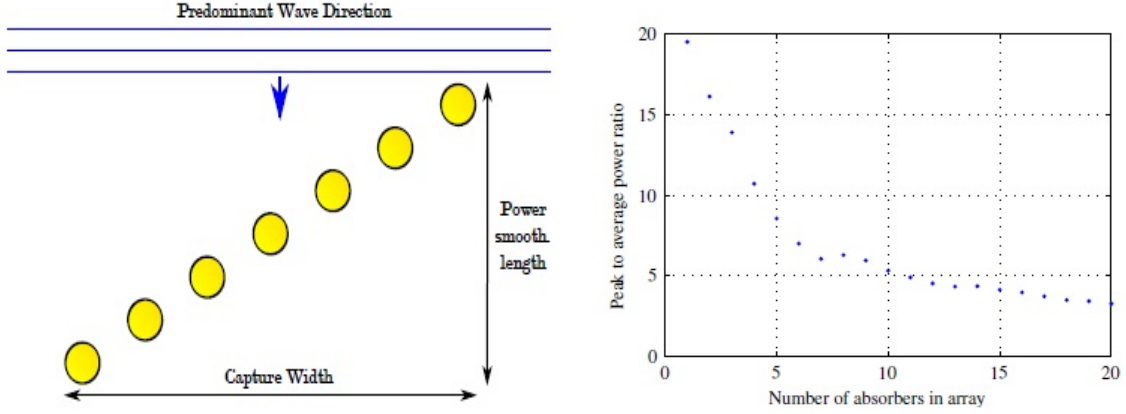 Predominant Wave Direction
Power
smooth.
length
Capture Width
Peak to average power ratio
20
15
10
5
0
0 5 10 15 20
Number of absorbers in array